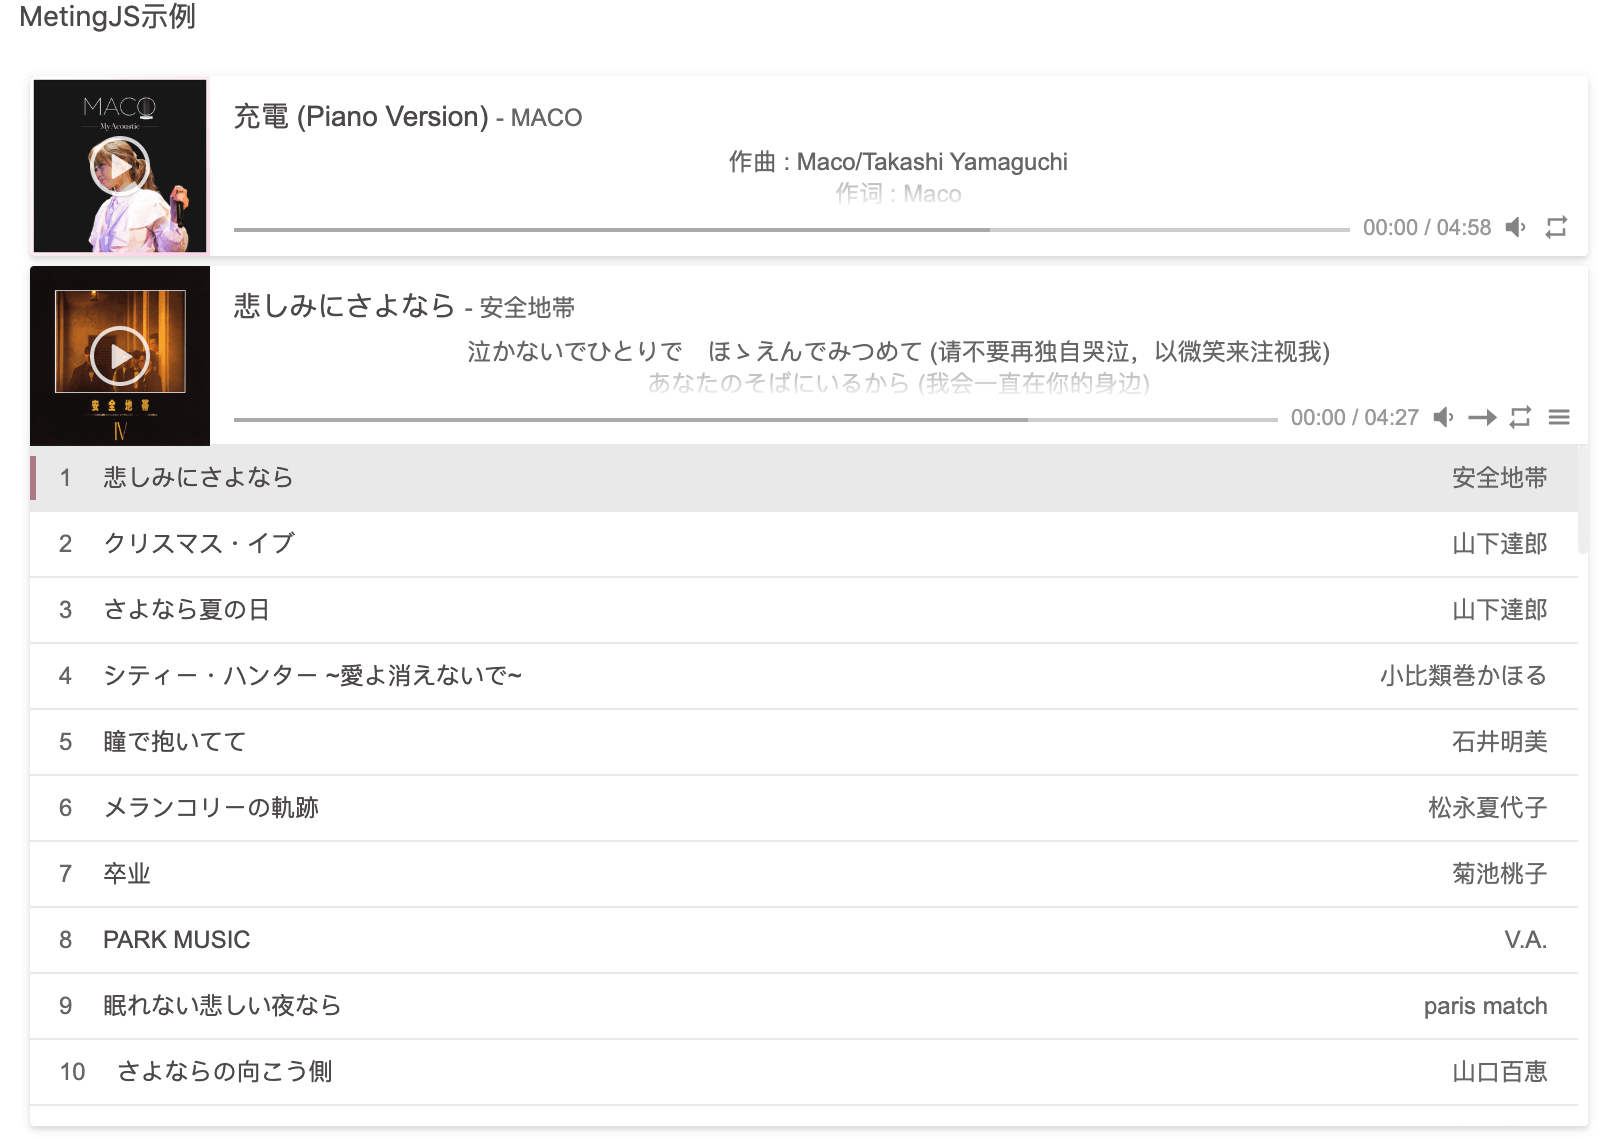 MetingJS示例
MACO
My Acoustic
充電 (Piano Version) - MACO
作曲 : Maco/Takashi Yamaguchi
作词 : Maco
00:00 / 04:58
安全地帯
IV
悲しみにさよなら - 安全地帯
泣かないでひとりで　ほゝえんでみつめて (请不要再独自哭泣，以微笑来注视我)
あなたのそばにいるから (我会一直在你的身边)
00:00 / 04:27
1 悲しみにさよなら 安全地帯
2 クリスマス・イブ 山下達郎
3 さよなら夏の日 山下達郎
4 シティー・ハンター ~愛よ消えないで~ 小比類巻かほる
5 瞳で抱いてて 石井明美
6 メランコリーの軌跡 松永夏代子
7 卒业 菊池桃子
8 PARK MUSIC V.A.
9 眠れない悲しい夜なら paris match
10 さよならの向こう側 山口百恵